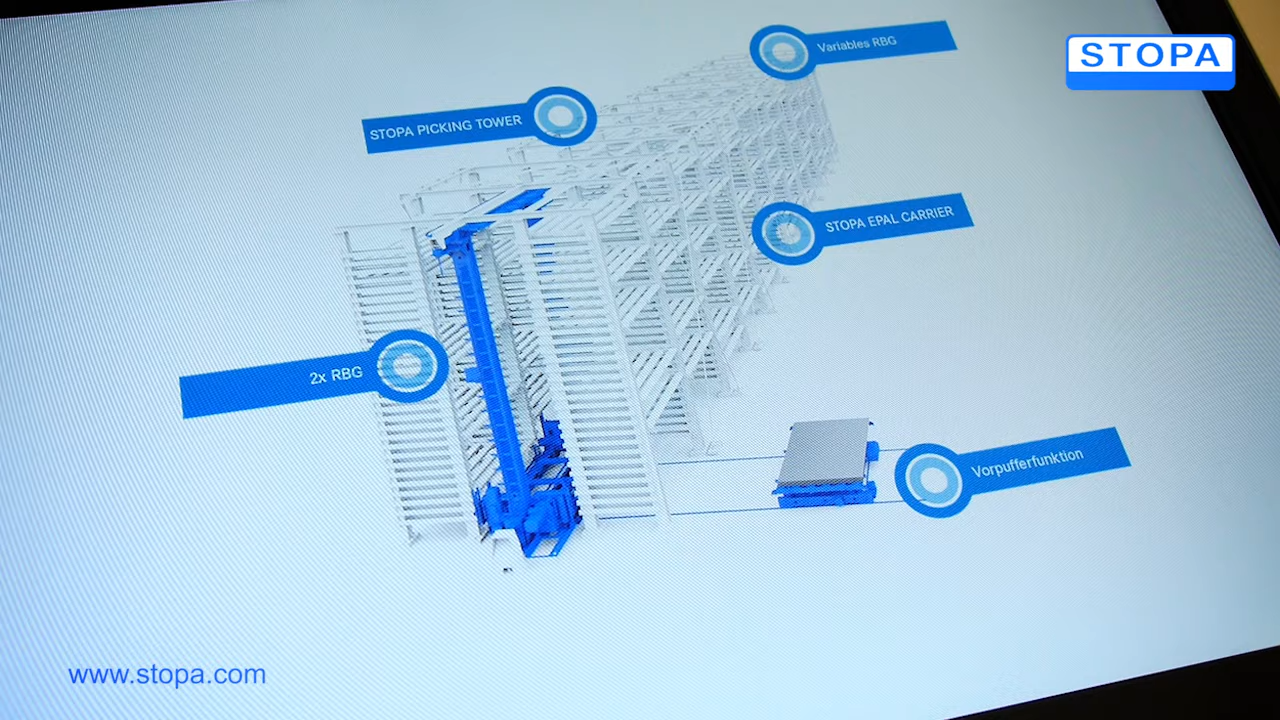 Variables RBG
STOPA
STOPA PICKING TOWER
STOPA EPAL CARRIER
2x RBG
Vorpufferfunktion
www.stopa.com